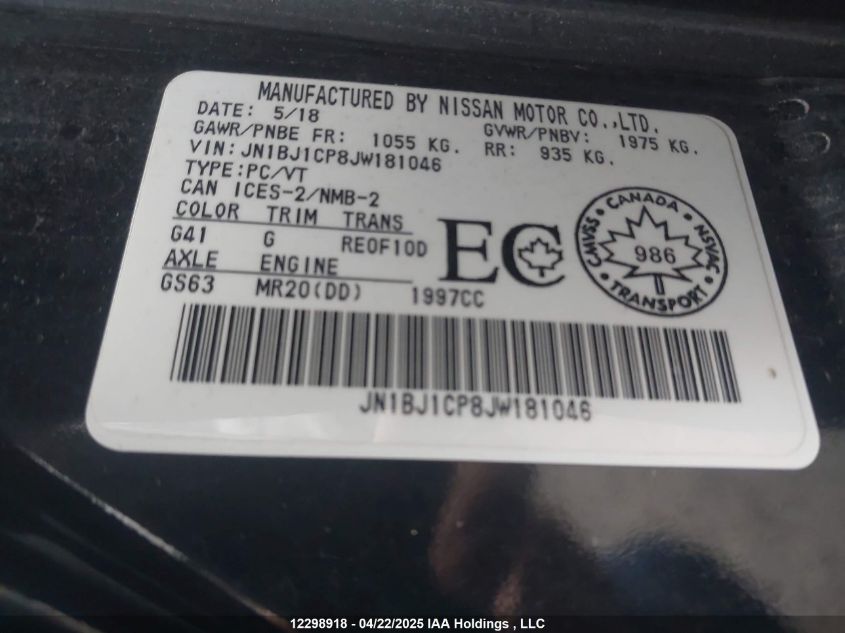 MANUFACTURED BY NISSAN MOTOR CO.,LTD.
DATE: 5/18 GVWR/PNBV: 1975 KG.
GAWR/PNBE FR: 1055 KG. RR: 935 KG.
VIN:JN1BJ1CP8JW181046
TYPE:PC/VT
CAN ICES-2/NMB-2
COLOR TRIM TRANS
G41 G RE0F10D
AXLE ENGINE
GS63 MR20(DD) 1997CC
EC
CANADA
CMVSS 986 NSVAC
TRANSPORT
JN1BJ1CP8JW181046
12298918 - 04/22/2025 IAA Holdings , LLC